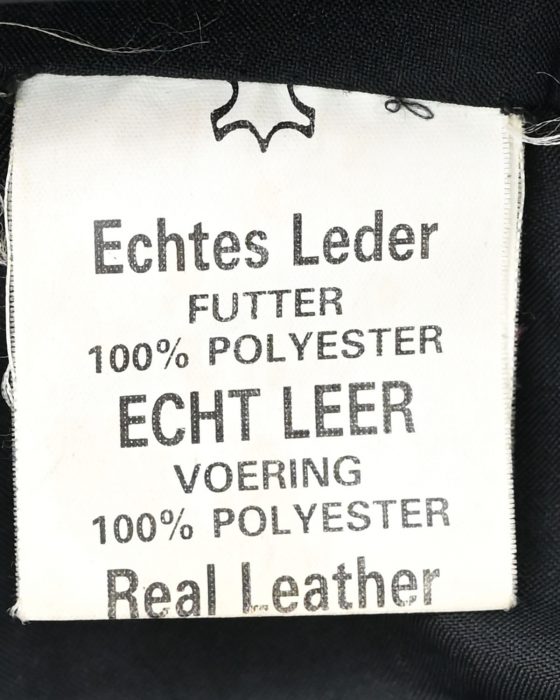 Echtes Leder
FUTTER
100% POLYESTER
ECHT LEER
VOERING
100% POLYESTER
Real Leather